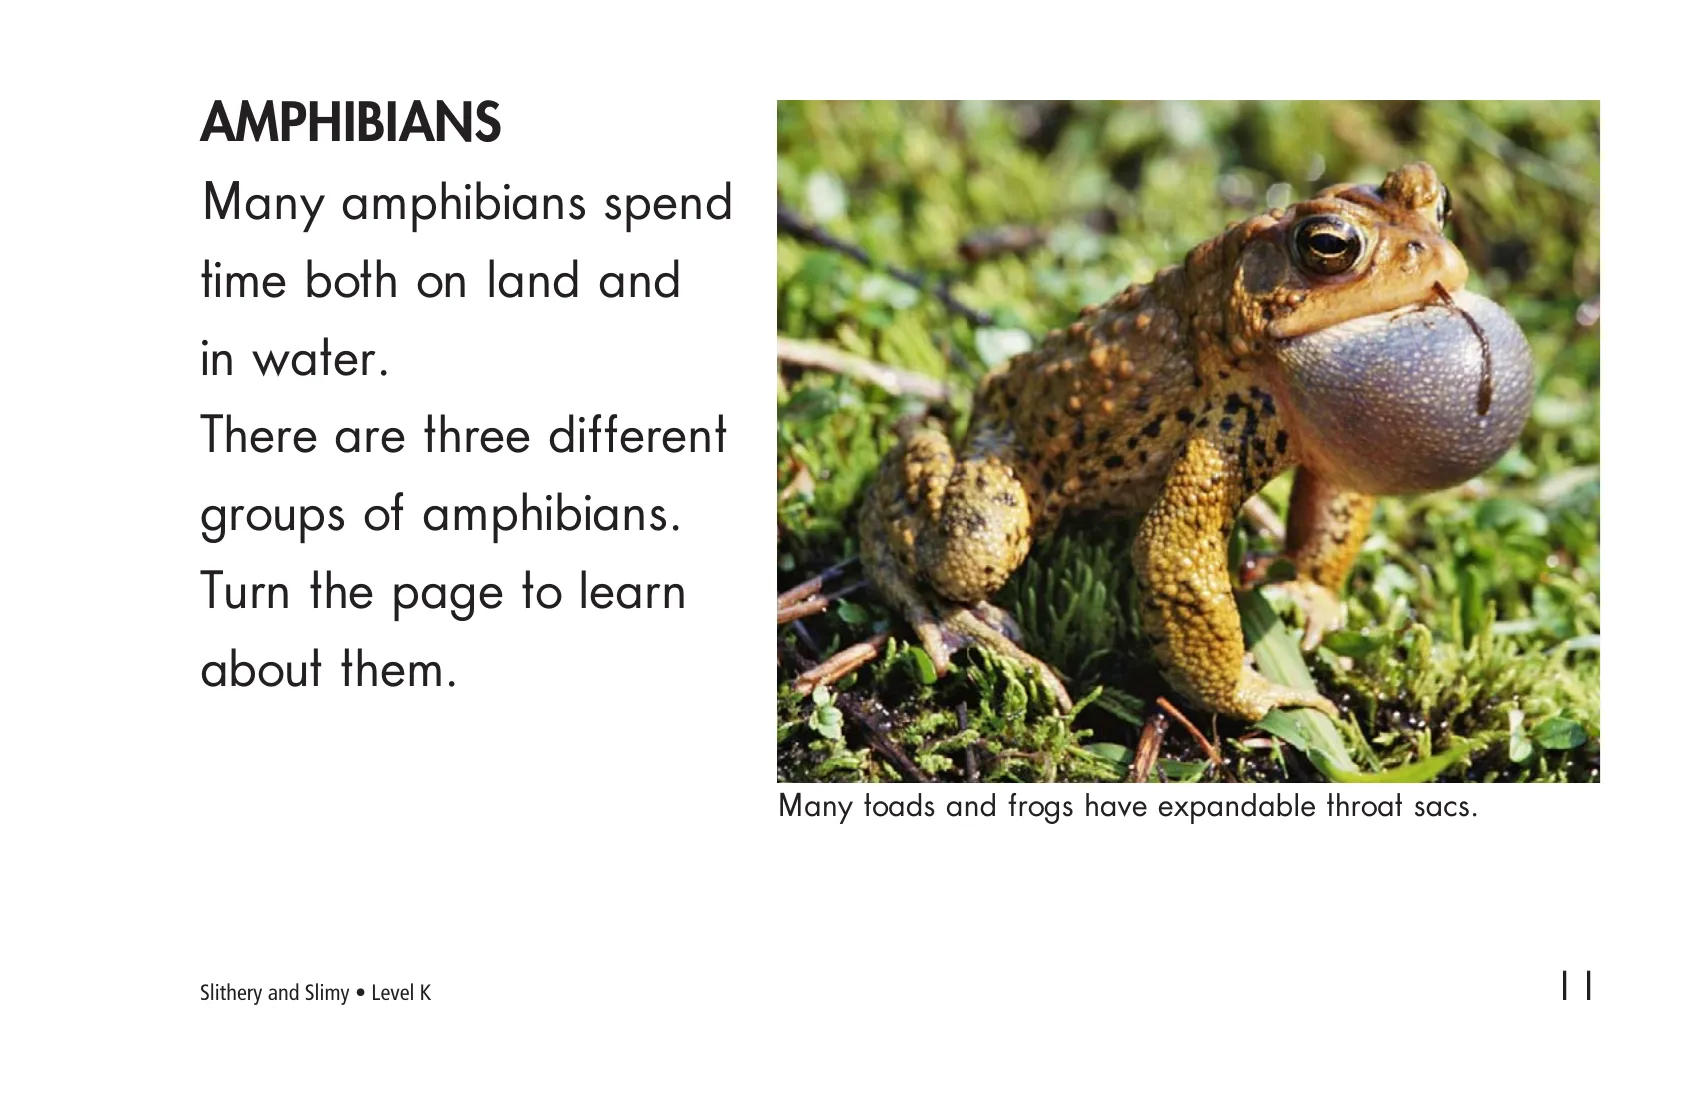 AMPHIBIANS
Many amphibians spend
time both on land and
in water.
There are three different
groups of amphibians.
Turn the page to learn
about them.
Many toads and frogs have expandable throat sacs.
Slithery and Slimy • Level K
11